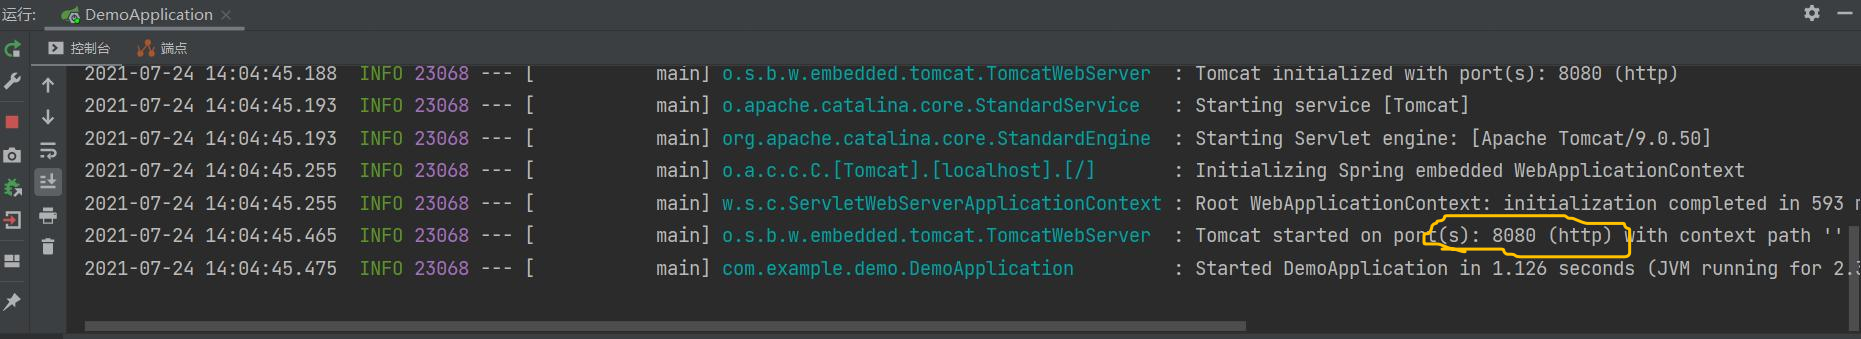 运行: DemoApplication
控制台 端点
2021-07-24 14:04:45.188 INFO 23068 --- [ main] o.s.b.w.embedded.tomcat.TomcatWebServer : Tomcat initialized with port(s): 8080 (http)
2021-07-24 14:04:45.193 INFO 23068 --- [ main] o.apache.catalina.core.StandardService : Starting service [Tomcat]
2021-07-24 14:04:45.193 INFO 23068 --- [ main] org.apache.catalina.core.StandardEngine : Starting Servlet engine: [Apache Tomcat/9.0.50]
2021-07-24 14:04:45.255 INFO 23068 --- [ main] o.a.c.c.C.[Tomcat].[localhost].[/] : Initializing Spring embedded WebApplicationContext
2021-07-24 14:04:45.255 INFO 23068 --- [ main] w.s.c.ServletWebServerApplicationContext : Root WebApplicationContext: initialization completed in 593
2021-07-24 14:04:45.465 INFO 23068 --- [ main] o.s.b.w.embedded.tomcat.TomcatWebServer : Tomcat started on port(s): 8080 (http) with context path ''
2021-07-24 14:04:45.475 INFO 23068 --- [ main] com.example.demo.DemoApplication : Started DemoApplication in 1.126 seconds (JVM running for